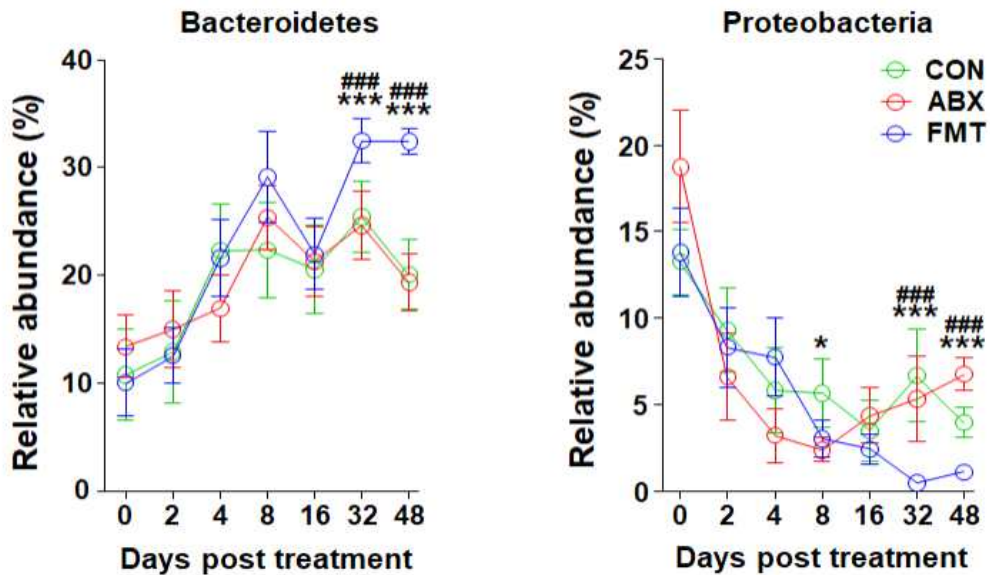 Bacteroidetes
Relative abundance (%)
40
30
20
10
0
###
***
###
***
0 2 4 8 16 32 48
Days post treatment
Proteobacteria
Relative abundance (%)
25
20
15
10
5
0
CON
ABX
FMT
*
###
***
###
***
0 2 4 8 16 32 48
Days post treatment